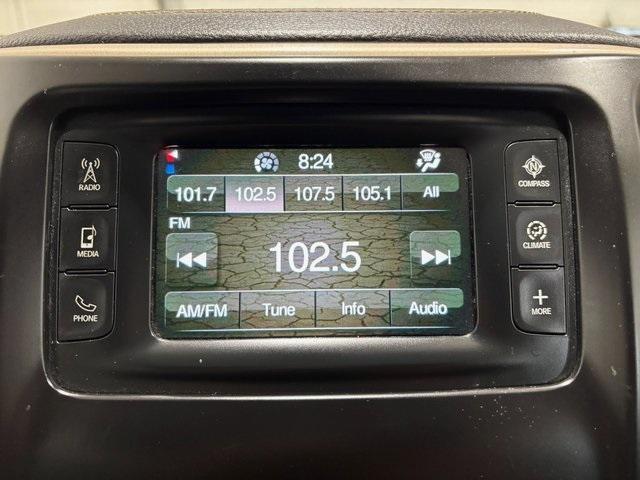 8:24
101.7 102.5 107.5 105.1 All
FM
102.5
AM/FM Tune Info Audio
RADIO
MEDIA
PHONE
N
COMPASS
CLIMATE
MORE